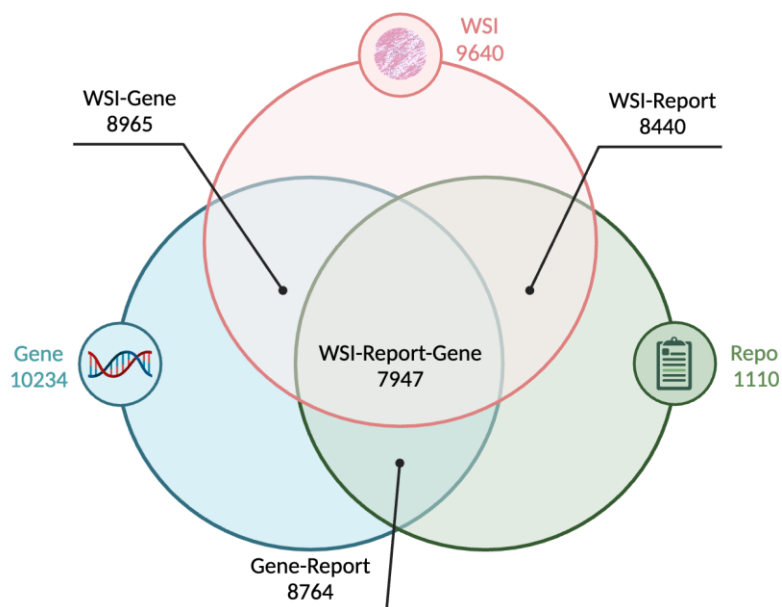 WSI
9640
WSI-Gene
8965
WSI-Report
8440
Gene
10234
WSI-Report-Gene
7947
Repo
1110
Gene-Report
8764